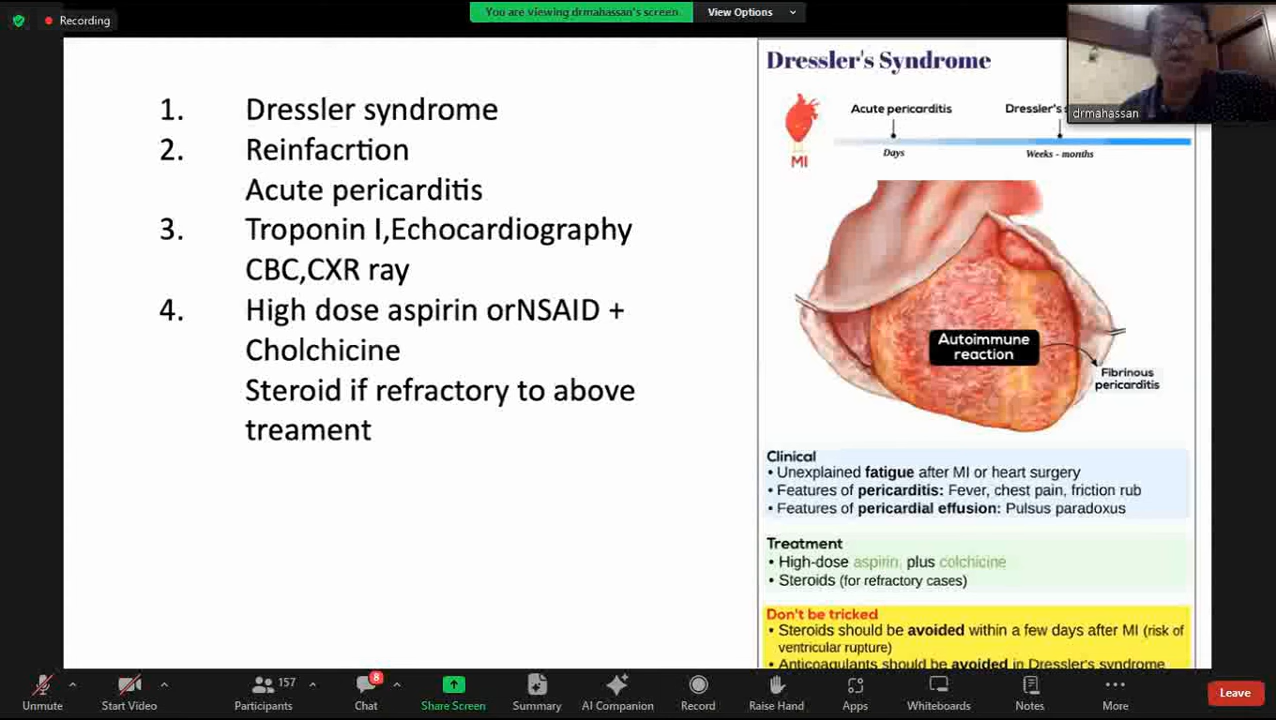 You are viewing drmahassan's screen
View Options
Recording
1. Dressler syndrome
2. Reinfacrtion
Acute pericarditis
3. Troponin I,Echocardiography
CBC,CXR ray
4. High dose aspirin orNSAID +
Cholchicine
Steroid if refractory to above
treament
Dressler's Syndrome
Acute pericarditis
Dressler's
drmahassan
MI
Days
Weeks - months
Autoimmune
reaction
Fibrinous
pericarditis
Clinical
• Unexplained fatigue after MI or heart surgery
• Features of pericarditis: Fever, chest pain, friction rub
• Features of pericardial effusion: Pulsus paradoxus
Treatment
• High-dose aspirin, plus colchicine
• Steroids (for refractory cases)
Don't be tricked
• Steroids should be avoided within a few days after MI (risk of
ventricular rupture)
• Anticoagulants should be avoided in Dressler's syndrome
Unmute
Start Video
157
Participants
8
Chat
Share Screen
Summary
AI Companion
Record
Raise Hand
Apps
Whiteboards
Notes
More
Leave